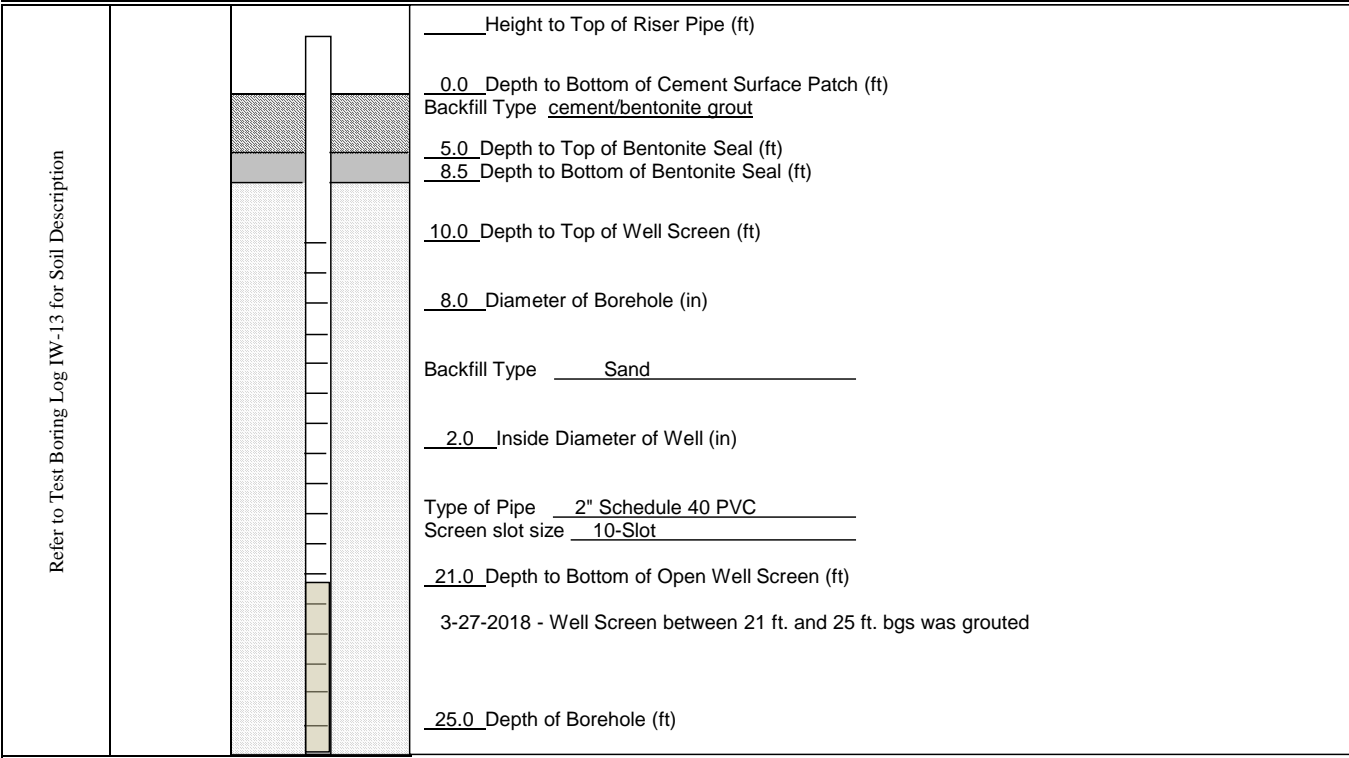 Refer to Test Boring Log IW-13 for Soil Description
______Height to Top of Riser Pipe (ft)
0.0 Depth to Bottom of Cement Surface Patch (ft)
Backfill Type cement/bentonite grout
5.0 Depth to Top of Bentonite Seal (ft)
8.5 Depth to Bottom of Bentonite Seal (ft)
10.0 Depth to Top of Well Screen (ft)
8.0 Diameter of Borehole (in)
Backfill Type Sand
2.0 Inside Diameter of Well (in)
Type of Pipe 2" Schedule 40 PVC
Screen slot size 10-Slot
21.0 Depth to Bottom of Open Well Screen (ft)
3-27-2018 - Well Screen between 21 ft. and 25 ft. bgs was grouted
25.0 Depth of Borehole (ft)